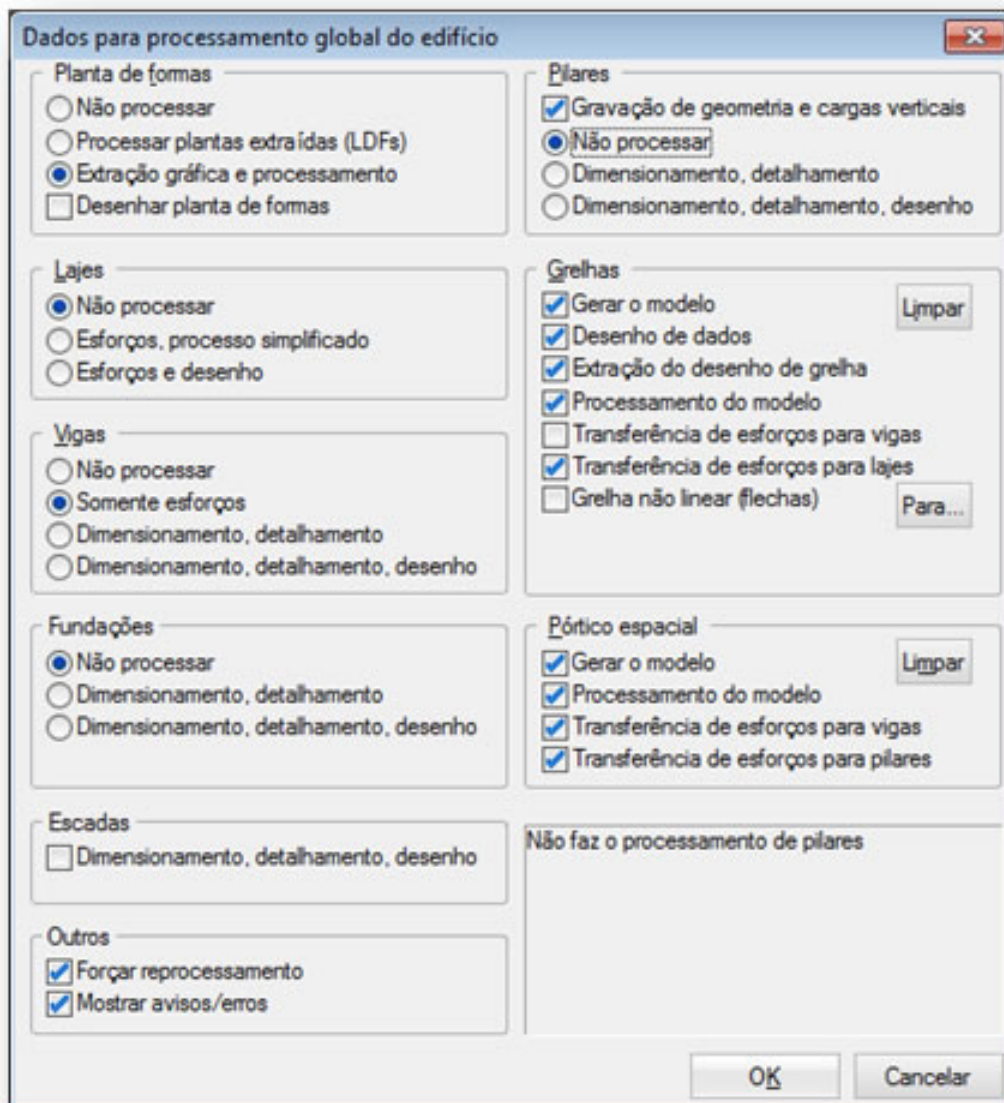 Dados para processamento global do edifício
Planta de formas
Não processar
Processar plantas extraídas (LDFs)
Extração gráfica e processamento
Desenhar planta de formas
Lajes
Não processar
Esforços, processo simplificado
Esforços e desenho
Vigas
Não processar
Somente esforços
Dimensionamento, detalhamento
Dimensionamento, detalhamento, desenho
Fundações
Não processar
Dimensionamento, detalhamento
Dimensionamento, detalhamento, desenho
Escadas
Dimensionamento, detalhamento, desenho
Outros
Forçar reprocessamento
Mostrar avisos/erros
Pilares
Gravação de geometria e cargas verticais
Não processar
Dimensionamento, detalhamento
Dimensionamento, detalhamento, desenho
Grelhas
Gerar o modelo
Limpar
Desenho de dados
Extração do desenho de grelha
Processamento do modelo
Transferência de esforços para vigas
Transferência de esforços para lajes
Grelha não linear (flechas)
Para...
Pórtico espacial
Gerar o modelo
Limpar
Processamento do modelo
Transferência de esforços para vigas
Transferência de esforços para pilares
Não faz o processamento de pilares
OK
Cancelar